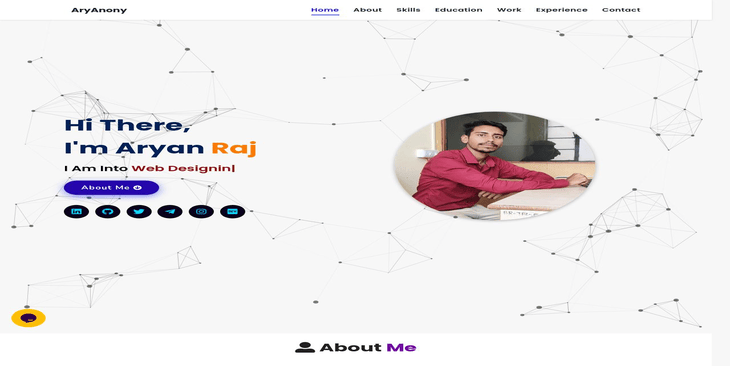 AryAnony
Home About Skills Education Work Experience Contact
Hi There,
I'm Aryan Raj
I Am Into Web Designin|
About Me
About Me